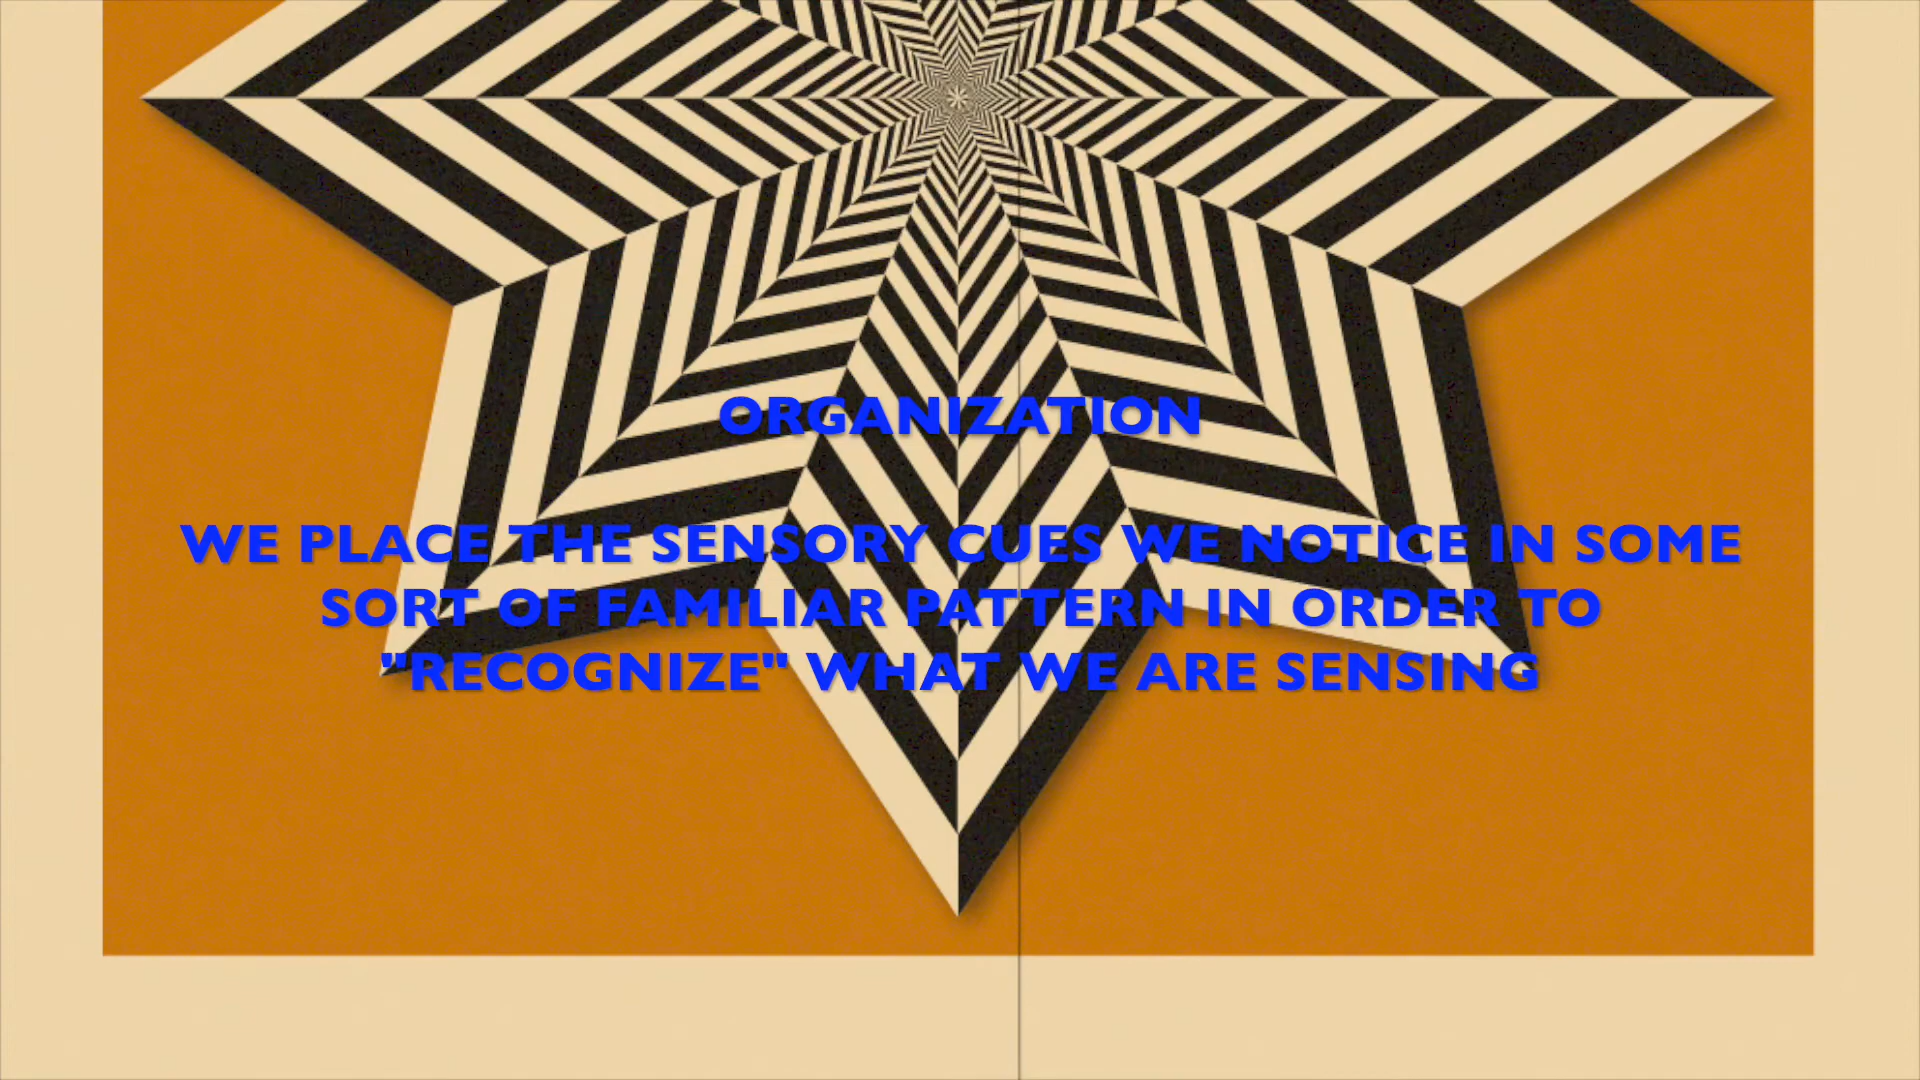 ORGANIZATION
WE PLACE THE SENSORY CUES WE NOTICE IN SOME
SORT OF FAMILIAR PATTERN IN ORDER TO
"RECOGNIZE" WHAT WE ARE SENSING